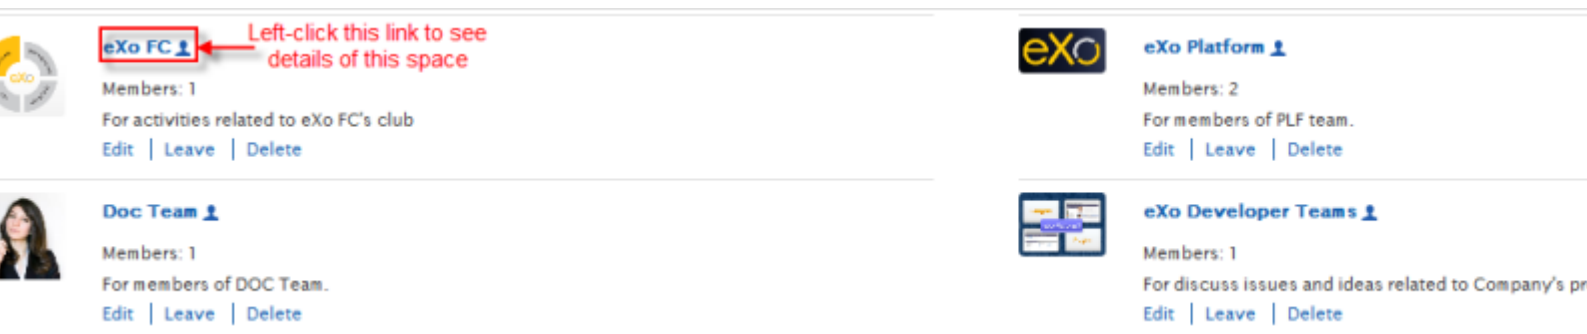 eXo FC
Left-click this link to see
details of this space
Members: 1
For activities related to eXo FC's club
Edit | Leave | Delete
eXo
eXo Platform
Members: 2
For members of PLF team.
Edit | Leave | Delete
Doc Team
Members: 1
For members of DOC Team.
Edit | Leave | Delete
eXo Developer Teams
Members: 1
For discuss issues and ideas related to Company's pr
Edit | Leave | Delete